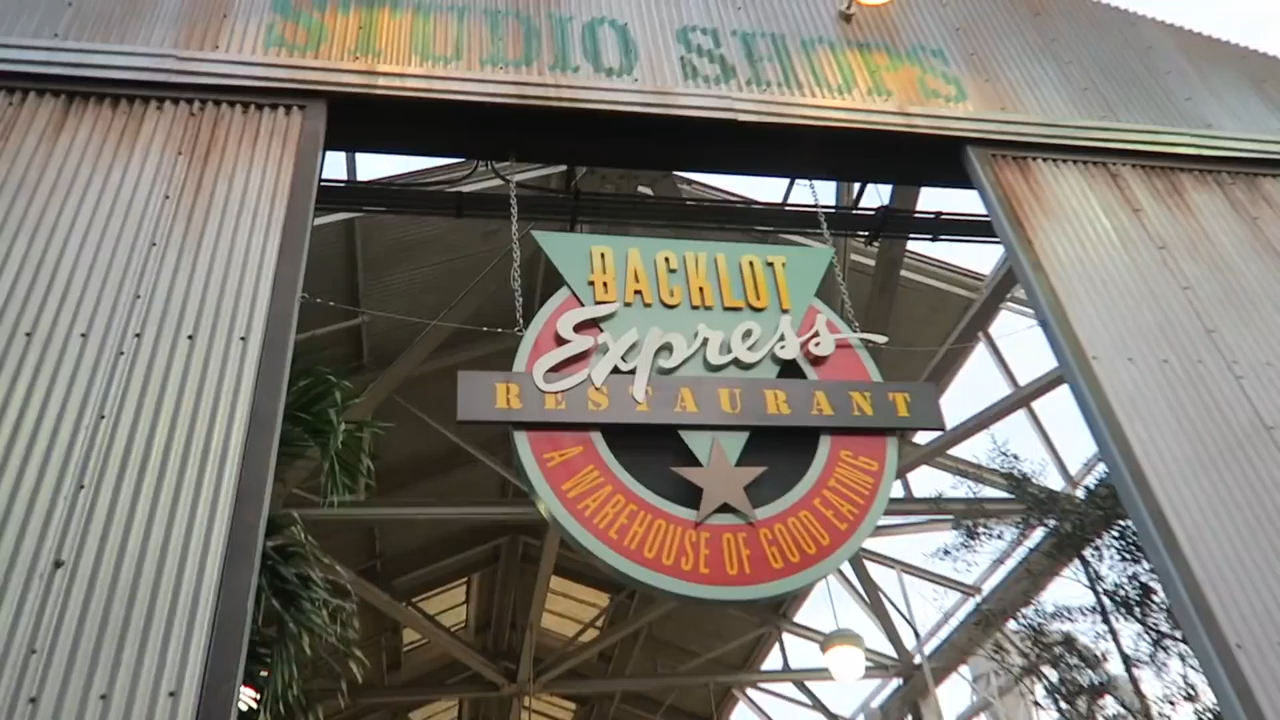 STUDIO SHOPS
BACKLOT
Express
RESTAURANT
A WAREHOUSE OF GOOD EATING